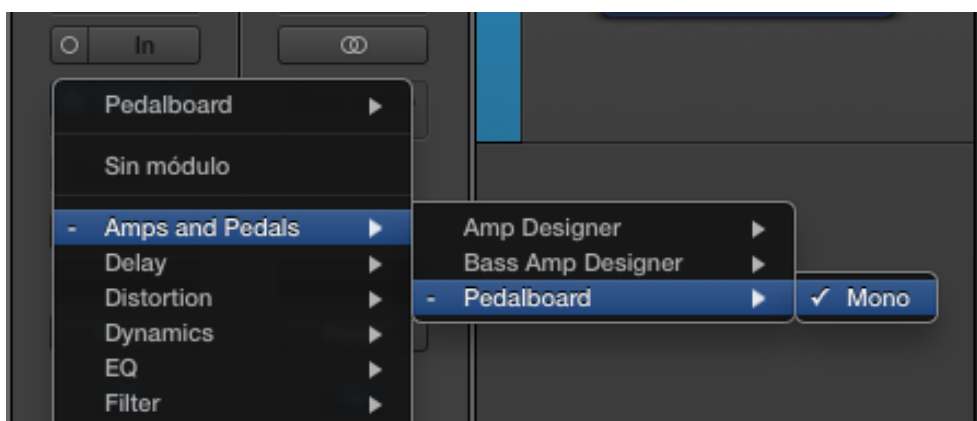 In
Pedalboard
Sin módulo
- Amps and Pedals
Delay
Distortion
Dynamics
EQ
Filter
Amp Designer
Bass Amp Designer
- Pedalboard
✓ Mono